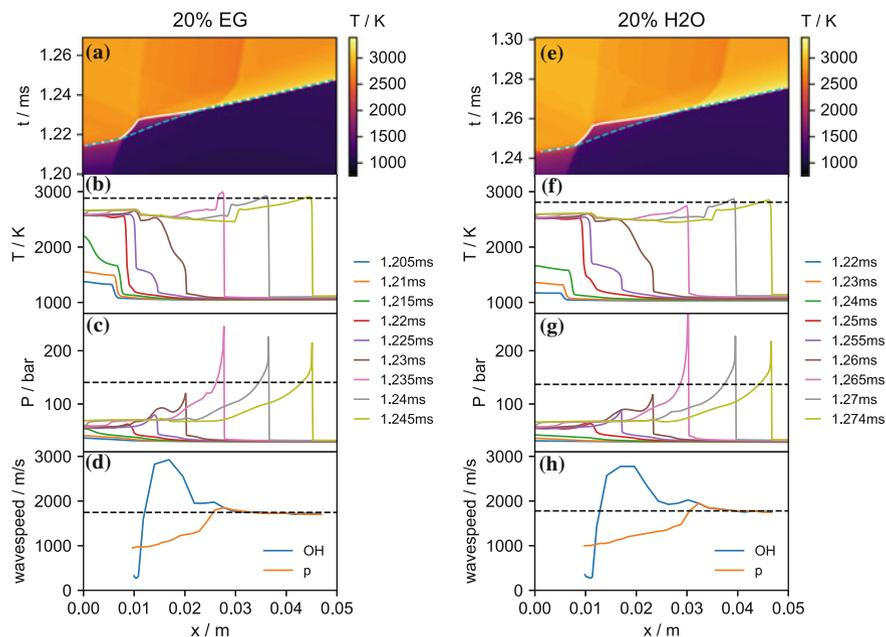 20% EG
T / K
20% H2O
T / K
(a)
1.26
1.24
1.22
1.20
t / ms
3000
2500
2000
1500
1000
(e)
1.30
1.28
1.26
1.24
t / ms
3000
2500
2000
1500
1000
(b)
3000
2000
1000
T / K
(f)
3000
2000
1000
T / K
1.205ms
1.21ms
1.215ms
1.22ms
1.225ms
1.23ms
1.235ms
1.24ms
1.245ms
1.22ms
1.23ms
1.24ms
1.25ms
1.255ms
1.26ms
1.265ms
1.27ms
1.274ms
(c)
200
100
P / bar
(g)
200
100
P / bar
(d)
3000
2000
1000
0
wavespeed / m/s
OH
p
0.00 0.01 0.02 0.03 0.04 0.05
x / m
(h)
3000
2000
1000
0
wavespeed / m/s
OH
p
0.00 0.01 0.02 0.03 0.04 0.05
x / m